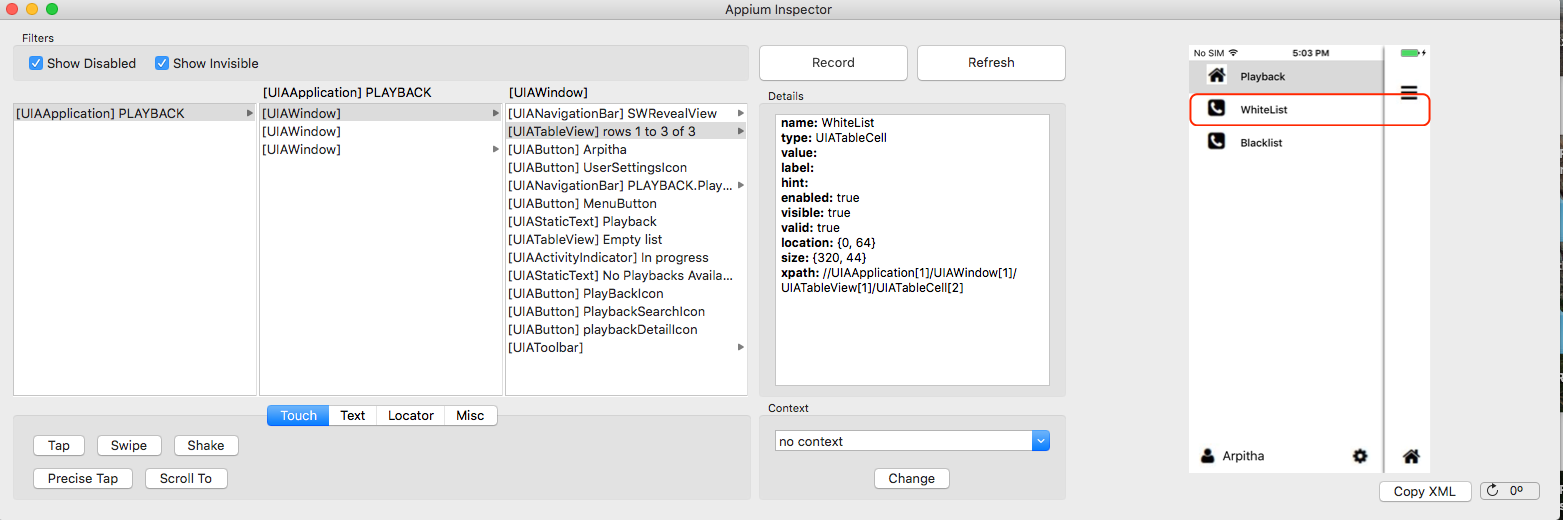 Appium Inspector
Filters
Show Disabled
Show Invisible
[UIAApplication] PLAYBACK
[UIAWindow]
[UIAApplication] PLAYBACK
[UIAWindow]
[UIAWindow]
[UIAWindow]
[UIANavigationBar] SWRevealView
[UIATableView] rows 1 to 3 of 3
[UIAButton] Arpitha
[UIAButton] UserSettingsIcon
[UIANavigationBar] PLAYBACK.Play...
[UIAButton] MenuButton
[UIAStaticText] Playback
[UIATableView] Empty list
[UIAActivityIndicator] In progress
[UIAStaticText] No Playbacks Availa...
[UIAButton] PlayBackIcon
[UIAButton] PlaybackSearchIcon
[UIAButton] playbackDetailIcon
[UIAToolbar]
Touch
Text
Locator
Misc
Tap
Swipe
Shake
Precise Tap
Scroll To
Record
Refresh
Details
name: WhiteList
type: UIATableCell
value:
label:
hint:
enabled: true
visible: true
valid: true
location: {0, 64}
size: {320, 44}
xpath: //UIAApplication[1]/UIAWindow[1]/
UIATableView[1]/UIATableCell[2]
Context
no context
Change
No SIM
5:03 PM
Playback
WhiteList
Blacklist
Arpitha
Copy XML
0º